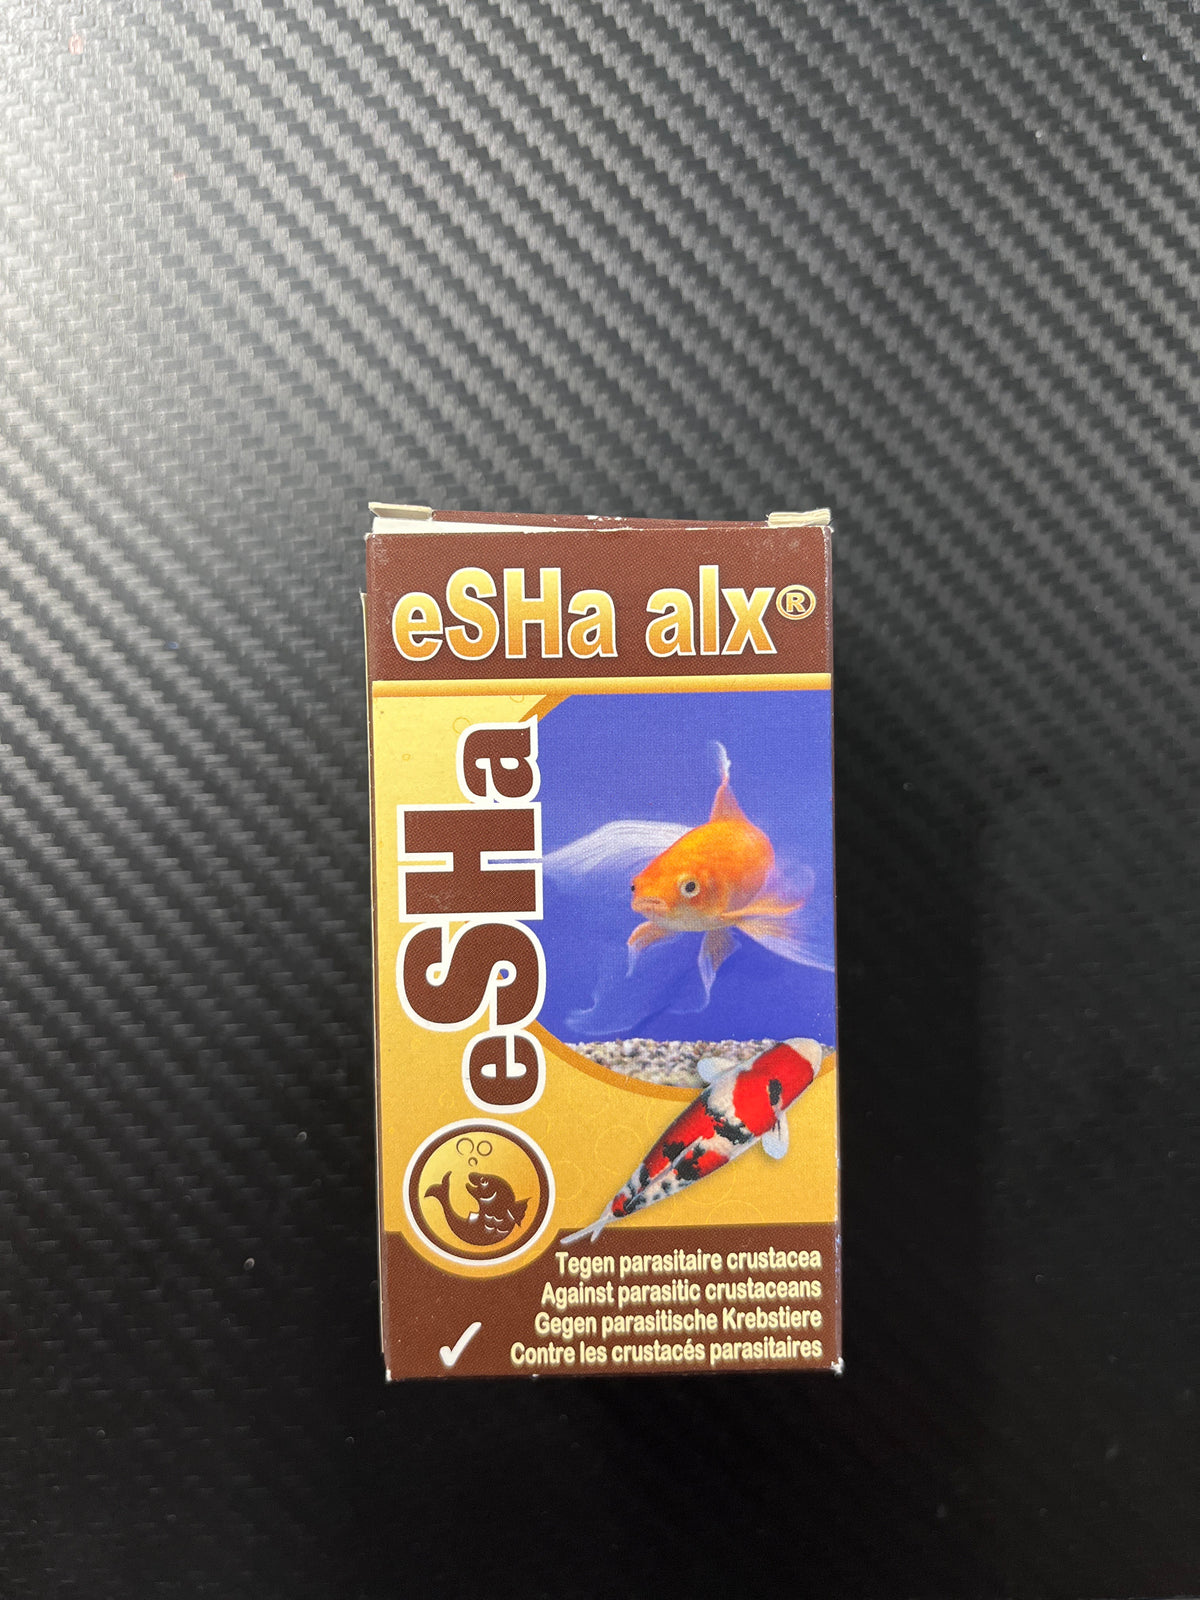 eSHa alx®
eSHa
Tegen parasitaire crustacea
Against parasitic crustaceans
Gegen parasitische Krebstiere
Contre les crustacés parasitaires